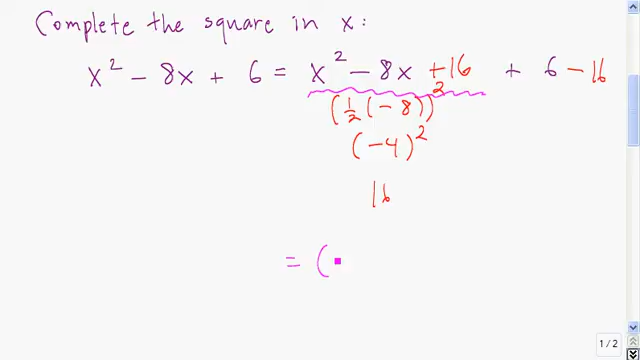 Complete the square in x:
x² − 8x + 6 = x² − 8x +16 + 6 −16
(½(−8))²
(−4)²
16
= (
1/2